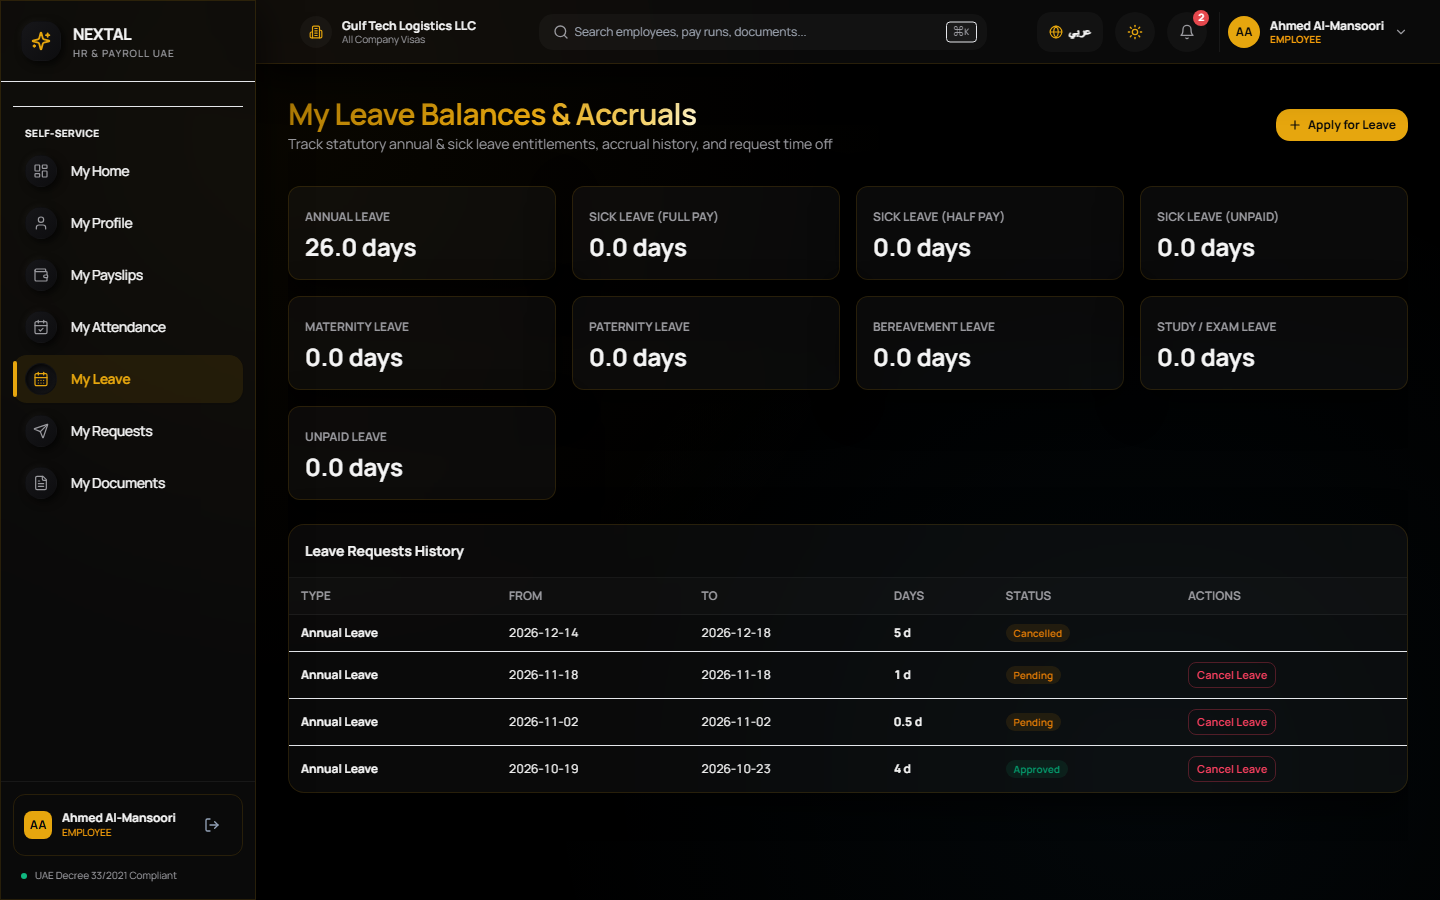 NEXTAL
HR & PAYROLL UAE
Gulf Tech Logistics LLC
All Company Visas
Search employees, pay runs, documents...
⌘K
عربي
2
AA
Ahmed Al-Mansoori
EMPLOYEE
SELF-SERVICE
My Home
My Profile
My Payslips
My Attendance
My Leave
My Requests
My Documents
AA
Ahmed Al-Mansoori
EMPLOYEE
UAE Decree 33/2021 Compliant
My Leave Balances & Accruals
Track statutory annual & sick leave entitlements, accrual history, and request time off
+ Apply for Leave
ANNUAL LEAVE
26.0 days
SICK LEAVE (FULL PAY)
0.0 days
SICK LEAVE (HALF PAY)
0.0 days
SICK LEAVE (UNPAID)
0.0 days
MATERNITY LEAVE
0.0 days
PATERNITY LEAVE
0.0 days
BEREAVEMENT LEAVE
0.0 days
STUDY / EXAM LEAVE
0.0 days
UNPAID LEAVE
0.0 days
Leave Requests History
TYPE FROM TO DAYS STATUS ACTIONS
Annual Leave 2026-12-14 2026-12-18 5 d Cancelled
Annual Leave 2026-11-18 2026-11-18 1 d Pending Cancel Leave
Annual Leave 2026-11-02 2026-11-02 0.5 d Pending Cancel Leave
Annual Leave 2026-10-19 2026-10-23 4 d Approved Cancel Leave